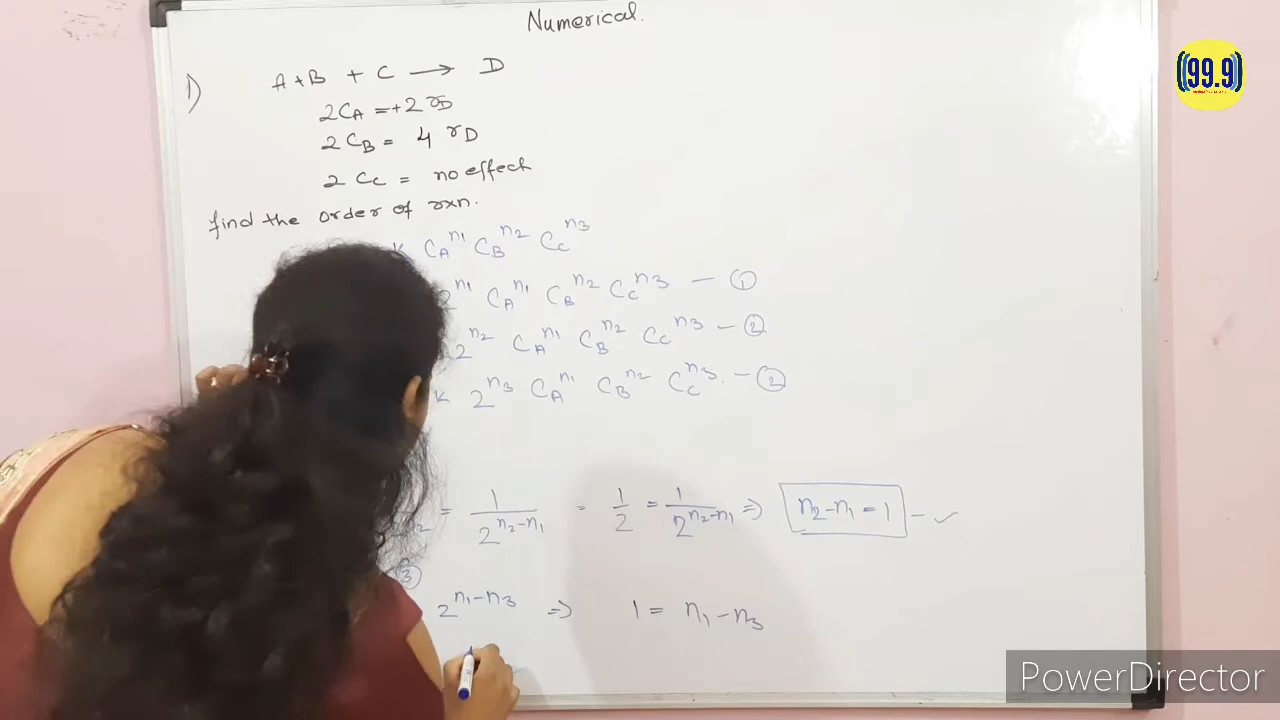 Numerical.
1) A+B + C → D
2CA = +2 rD
2 CB = 4 rD
2 Cc = no effect
find the order of rxn.
K CA^n1 CB^n2 Cc^n3
2^n1 CA^n1 CB^n2 Cc^n3 — ①
2^n2 CA^n1 CB^n2 Cc^n3 — ②
K 2^n3 CA^n1 CB^n2 Cc^n3. — ②
= 1/2^n2-n1 = 1/2 = 1/2^n2-n1 ⇒ n2-n1 = 1 — ✓
③
2^n1-n3 ⇒ 1 = n1-n3
(99.9)
PowerDirector